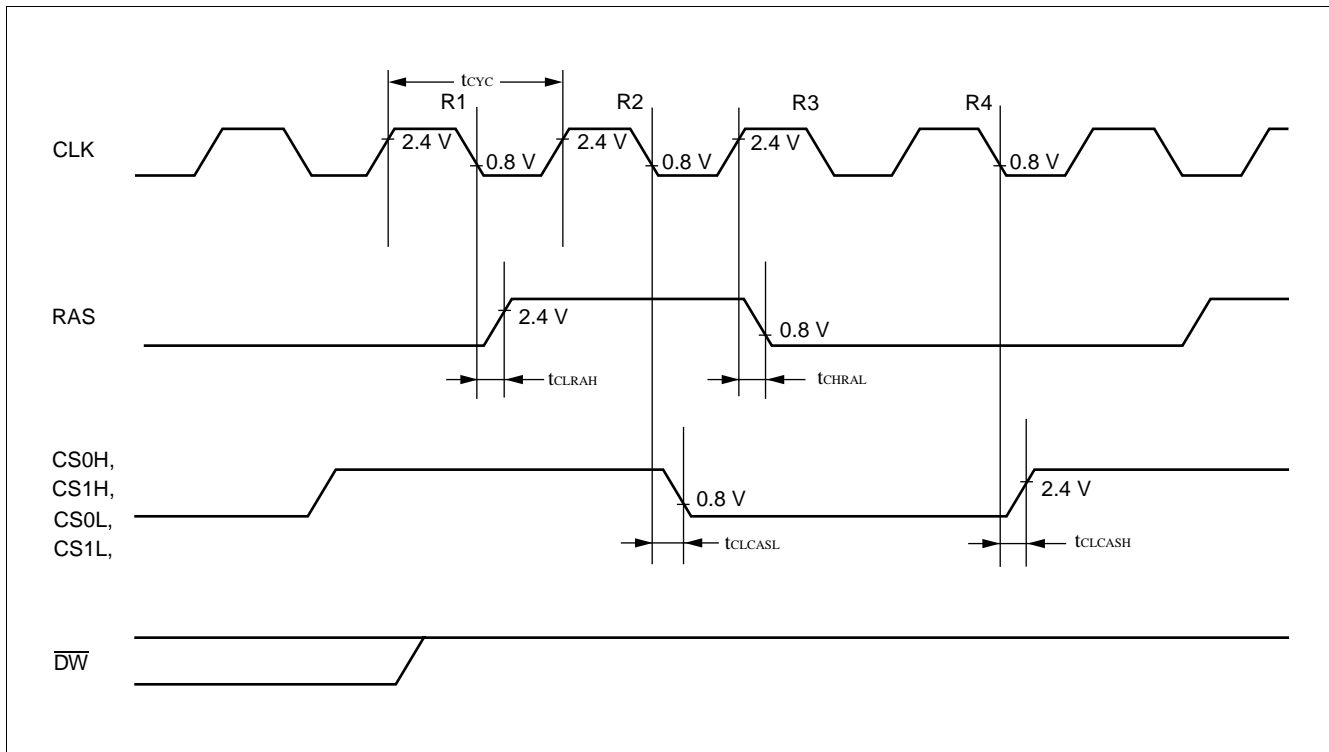 tCYC
R1 R2 R3 R4
CLK
2.4 V 0.8 V 2.4 V 0.8 V 2.4 V 0.8 V
RAS
2.4 V 0.8 V
tCLRAH tCHRAL
CS0H,
CS1H,
CS0L,
CS1L,
0.8 V 2.4 V
tCLCASL tCLCASH
DW